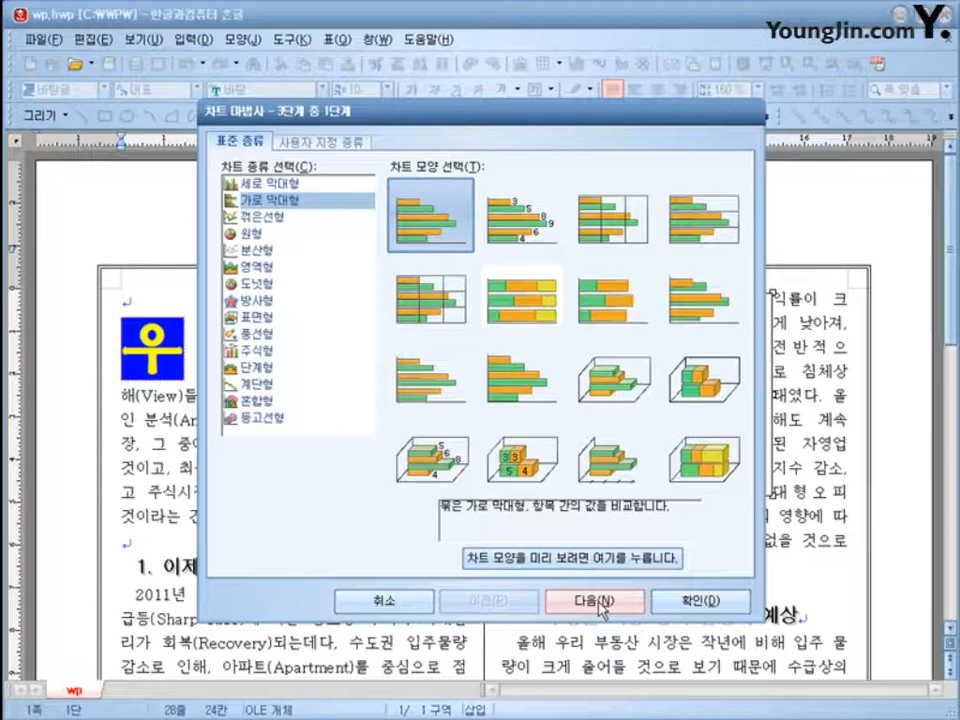 wp.hwp [C:\WWPW] - 한글과컴퓨터 한글
YoungJin.com Y.
파일(F) 편집(E) 보기(U) 입력(D) 모양(J) 도구(K) 표(Q) 창(W) 도움말(H)
바탕글 대표 바탕 160 %
그리기
차트 마법사 - 3단계 중 1단계
표준 종류 사용자 지정 종류
차트 종류 선택(C): 차트 모양 선택(T):
세로 막대형
가로 막대형
꺾은선형
원형
분산형
영역형
도넛형
방사형
표면형
풍선형
주식형
단계형
계단형
혼합형
등고선형
묶은 가로 막대형, 항목 간의 값을 비교합니다.
차트 모양을 미리 보려면 여기를 누릅니다.
취소 이전(P) 다음(N) 확인(D)
우
해(View)들
인 분석(An
장, 그 중
것이고, 최
고 주식시
것이라는 전
1. 이제
2011년
급등(Sharp
리가 회복(Recovery)되는데다, 수도권 입주물량
감소로 인해, 아파트(Apartment)를 중심으로 점
익률이 크
게 낮아져,
전반적으
로 침체상
태였다. 올
해도 계속
된 자영업
지수 감소,
대형오피
영향에 따
없을 것으로
예상
올해 우리 부동산 시장은 작년에 비해 입주 물
량이 크게 줄어들 것으로 보기 때문에 수급상의
wp
1쪽 1단 28줄 24칸 OLE 개체 1/ 1 구역 삽입